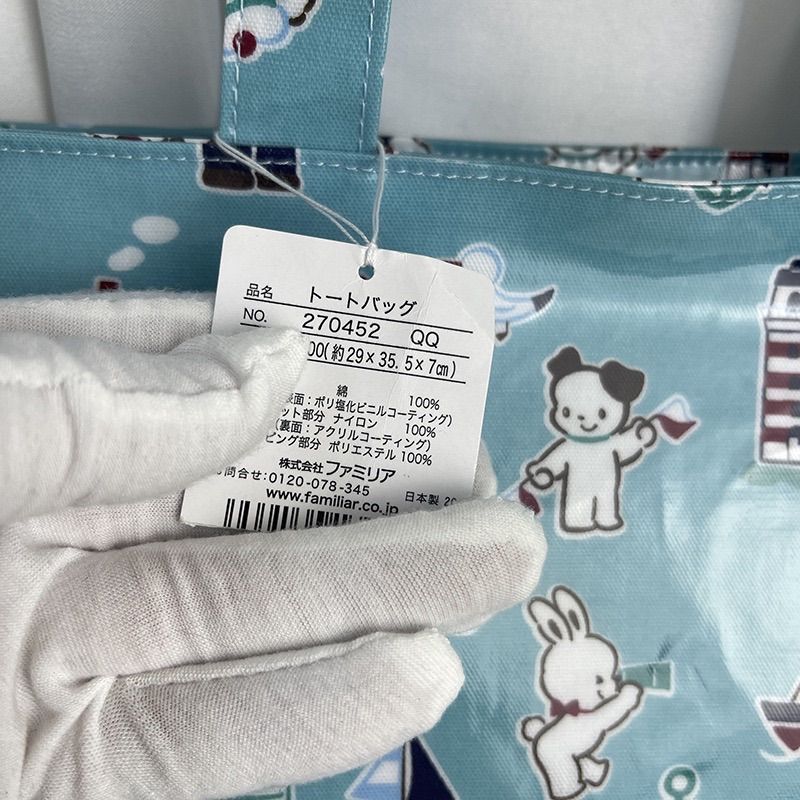 品名 トートバッグ
NO. 270452 QQ
00(約29×35.5×7㎝)
綿 100%
表面:ポリ塩化ビニルコーティング)
ット部分 ナイロン 100%
(裏面:アクリルコーティング)
ピング部分 ポリエステル 100%
株式会社ファミリア
お問合せ:0120-078-345
www.familiar.co.jp
日本製 20